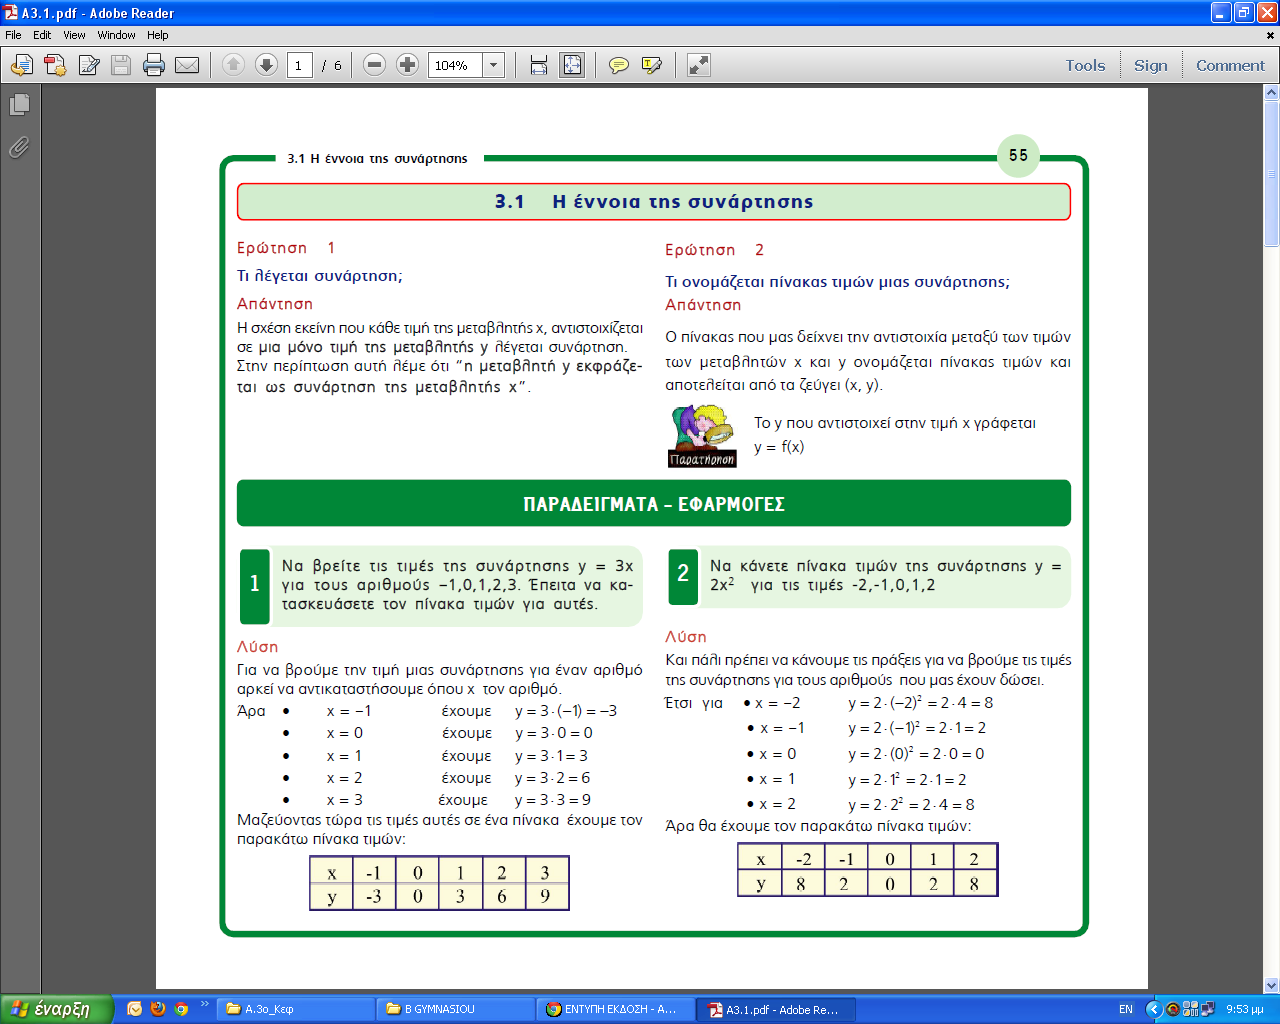 A3.1.pdf - Adobe Reader
File Edit View Window Help
1 / 6 104% Tools Sign Comment
3.1 Η έννοια της συνάρτησης
55
3.1 Η έννοια της συνάρτησης
Ερώτηση 1
Τι λέγεται συνάρτηση;
Απάντηση
Η σχέση εκείνη που κάθε τιμή της μεταβλητής x, αντιστοιχίζεται
σε μια μόνο τιμή της μεταβλητής y λέγεται συνάρτηση.
Στην περίπτωση αυτή λέμε ότι “η μεταβλητή y εκφράζε-
ται ως συνάρτηση της μεταβλητής x”.
Ερώτηση 2
Τι ονομάζεται πίνακας τιμών μιας συνάρτησης;
Απάντηση
Ο πίνακας που μας δείχνει την αντιστοιχία μεταξύ των τιμών
των μεταβλητών x και y ονομάζεται πίνακας τιμών και
αποτελείται από τα ζεύγει (x, y).
Παρατήρηση
Το y που αντιστοιχεί στην τιμή x γράφεται
y = f(x)
ΠΑΡΑΔΕΙΓΜΑΤΑ - ΕΦΑΡΜΟΓΕΣ
1
Να βρείτε τις τιμές της συνάρτησης y = 3x
για τους αριθμούς –1,0,1,2,3. Έπειτα να κα-
τασκευάσετε τον πίνακα τιμών για αυτές.
Λύση
Για να βρούμε την τιμή μιας συνάρτησης για έναν αριθμό
αρκεί να αντικαταστήσουμε όπου x τον αριθμό.
Άρα • x = −1 έχουμε y = 3·(−1) = −3
• x = 0 έχουμε y = 3·0 = 0
• x = 1 έχουμε y = 3·1= 3
• x = 2 έχουμε y = 3·2 = 6
• x = 3 έχουμε y = 3·3 = 9
Μαζεύοντας τώρα τις τιμές αυτές σε ένα πίνακα έχουμε τον
παρακάτω πίνακα τιμών:
x -1 0 1 2 3
y -3 0 3 6 9
2
Να κάνετε πίνακα τιμών της συνάρτησης y =
2x² για τις τιμές -2,-1,0,1,2
Λύση
Και πάλι πρέπει να κάνουμε τις πράξεις για να βρούμε τις τιμές
της συνάρτησης για τους αριθμούς που μας έχουν δώσει.
Έτσι για • x = −2 y = 2·(−2)² = 2·4 = 8
• x = −1 y = 2·(−1)² = 2·1 = 2
• x = 0 y = 2·(0)² = 2·0 = 0
• x = 1 y = 2·1² = 2·1= 2
• x = 2 y = 2·2² = 2·4 = 8
Άρα θα έχουμε τον παρακάτω πίνακα τιμών:
x -2 -1 0 1 2
y 8 2 0 2 8
έναρξη » Α.3ο_Κεφ Β GYMNASIOU ΕΝΤΥΠΗ ΕΚΔΟΣΗ - Α... A3.1.pdf - Adobe Re... EN 9:53 μμ